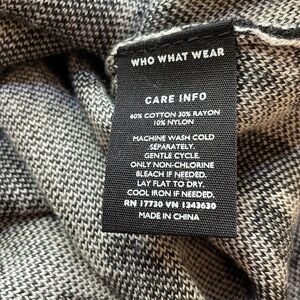 WHO WHAT WEAR
CARE INFO
60% COTTON 30% RAYON
10% NYLON
MACHINE WASH COLD
SEPARATELY.
GENTLE CYCLE
ONLY NON-CHLORINE
BLEACH IF NEEDED.
LAY FLAT TO DRY.
COOL IRON IF NEEDED.
RN 17730 VN 1343630
MADE IN CHINA